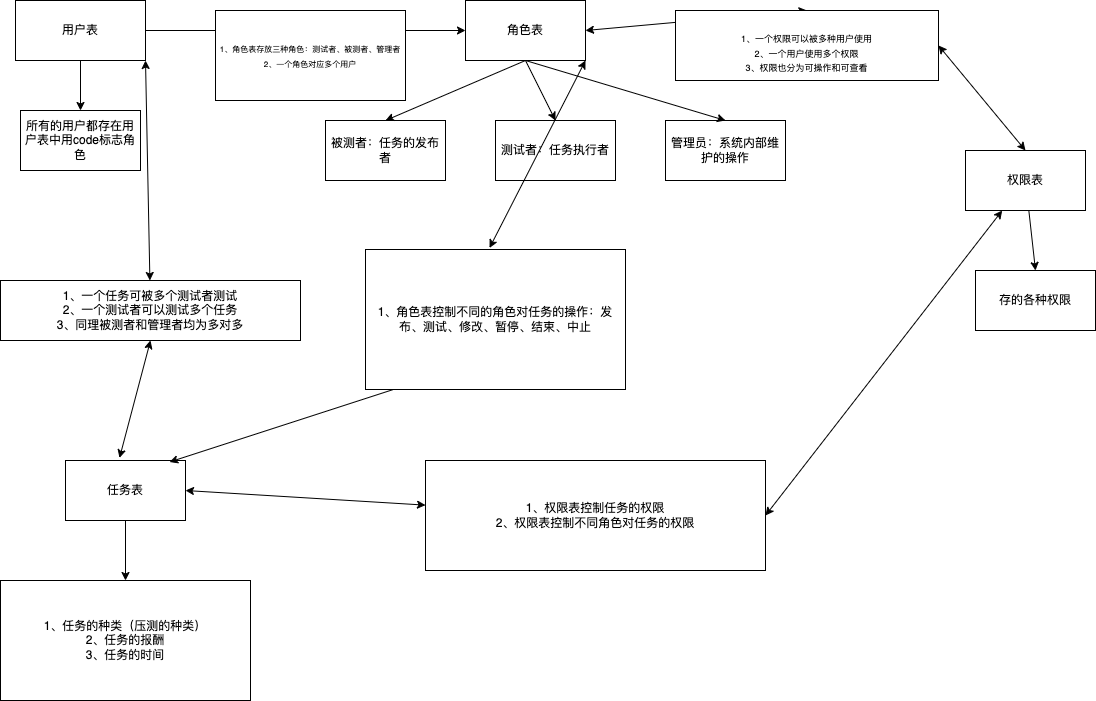 用户表
1、角色表存放三种角色：测试者、被测者、管理者
2、一个角色对应多个用户
角色表
1、一个权限可以被多种用户使用
2、一个用户使用多个权限
3、权限也分为可操作和可查看
所有的用户都存在用
户表中用code标志角
色
被测者：任务的发布
者
测试者：任务执行者
管理员：系统内部维
护的操作
权限表
存的各种权限
1、一个任务可被多个测试者测试
2、一个测试者可以测试多个任务
3、同理被测者和管理者均为多对多
1、角色表控制不同的角色对任务的操作：发
布、测试、修改、暂停、结束、中止
任务表
1、权限表控制任务的权限
2、权限表控制不同角色对任务的权限
1、任务的种类（压测的种类）
2、任务的报酬
3、任务的时间